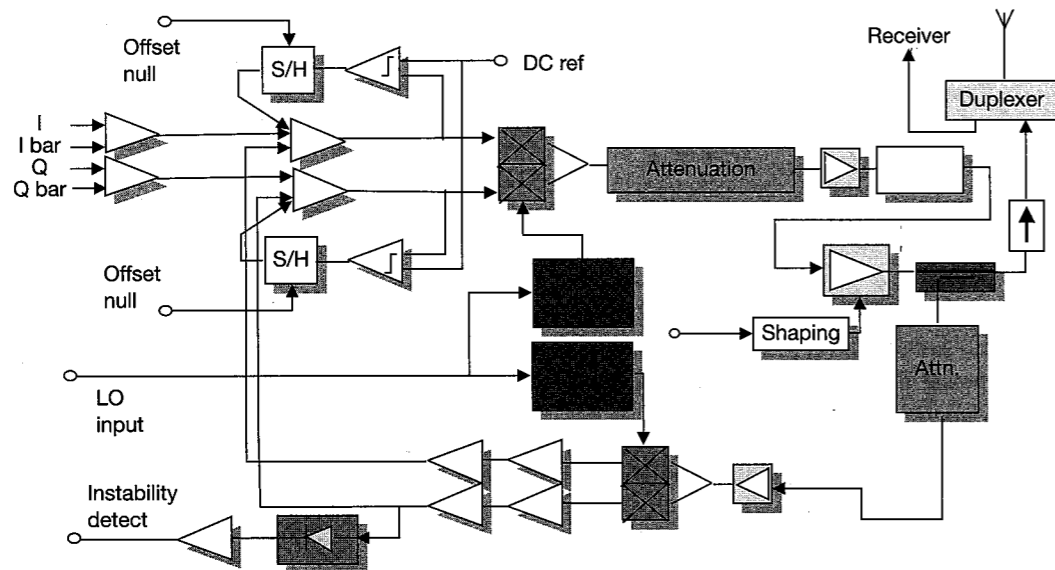 Offset
null
S/H
DC ref
Receiver
Duplexer
I
I bar
Q
Q bar
Attenuation
S/H
Offset
null
Shaping
Attn.
LO
input
Instability
detect